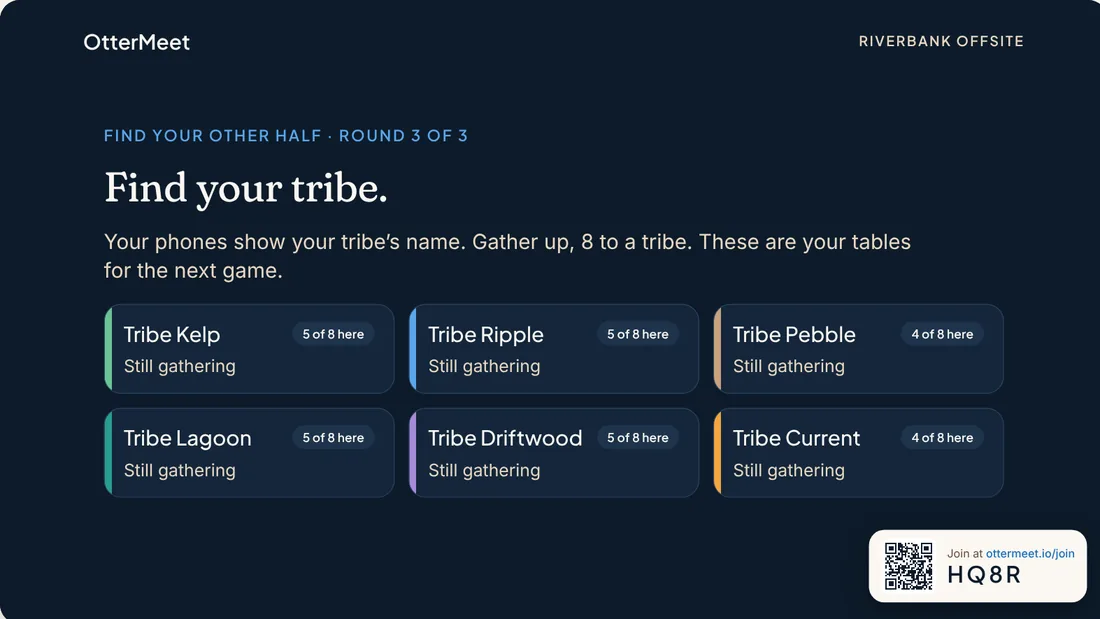 OtterMeet
RIVERBANK OFFSITE
FIND YOUR OTHER HALF · ROUND 3 OF 3
Find your tribe.
Your phones show your tribe’s name. Gather up, 8 to a tribe. These are your tables
for the next game.
Tribe Kelp
5 of 8 here
Still gathering
Tribe Ripple
5 of 8 here
Still gathering
Tribe Pebble
4 of 8 here
Still gathering
Tribe Lagoon
5 of 8 here
Still gathering
Tribe Driftwood
5 of 8 here
Still gathering
Tribe Current
4 of 8 here
Still gathering
Join at ottermeet.io/join
HQ8R